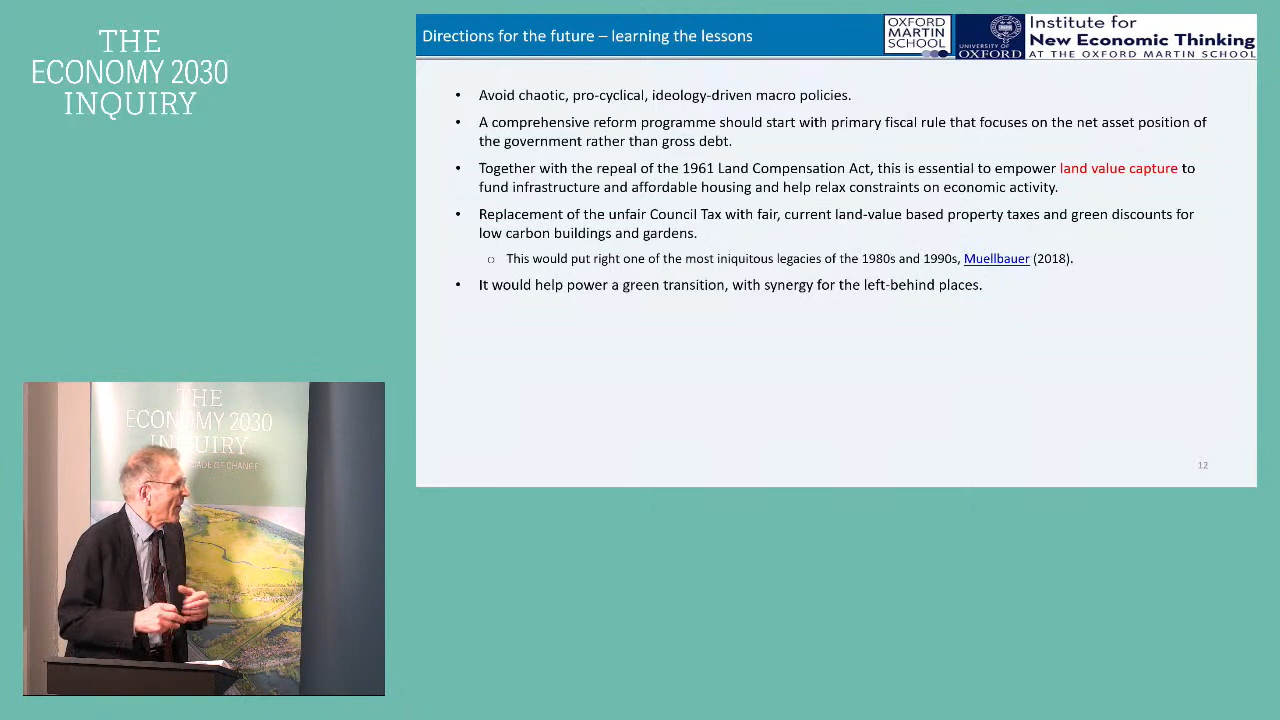 THE
ECONOMY 2030
INQUIRY
Directions for the future – learning the lessons
OXFORD
MARTIN
SCHOOL
UNIVERSITY OF
OXFORD
Institute for
New Economic Thinking
AT THE OXFORD MARTIN SCHOOL
• Avoid chaotic, pro-cyclical, ideology-driven macro policies.
• A comprehensive reform programme should start with primary fiscal rule that focuses on the net asset position of
the government rather than gross debt.
• Together with the repeal of the 1961 Land Compensation Act, this is essential to empower land value capture to
fund infrastructure and affordable housing and help relax constraints on economic activity.
• Replacement of the unfair Council Tax with fair, current land-value based property taxes and green discounts for
low carbon buildings and gardens.
○ This would put right one of the most iniquitous legacies of the 1980s and 1990s, Muellbauer (2018).
• It would help power a green transition, with synergy for the left-behind places.
12
THE
ECONOMY 2030
INQUIRY
OF CHANGE